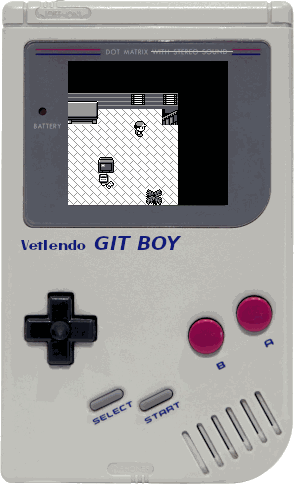 DOT MATRIX WITH STEREO SOUND
BATTERY
Vetlendo GIT BOY
B A
SELECT START